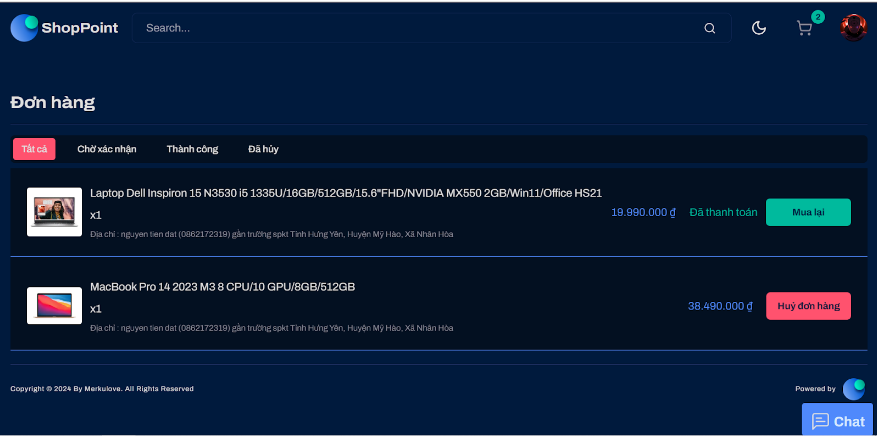 ShopPoint
Search...
2
Đơn hàng
Tất cả
Chờ xác nhận
Thành công
Đã hủy
Laptop Dell Inspiron 15 N3530 i5 1335U/16GB/512GB/15.6"FHD/NVIDIA MX550 2GB/Win11/Office HS21
x1
Địa chỉ : nguyen tien dat (0862172319) gần trường spkt Tỉnh Hưng Yên, Huyện Mỹ Hào, Xã Nhân Hòa
19.990.000 ₫
Đã thanh toán
Mua lại
MacBook Pro 14 2023 M3 8 CPU/10 GPU/8GB/512GB
x1
Địa chỉ : nguyen tien dat (0862172319) gần trường spkt Tỉnh Hưng Yên, Huyện Mỹ Hào, Xã Nhân Hòa
38.490.000 ₫
Huỷ đơn hàng
Copyright © 2024 By Merkulove. All Rights Reserved
Powered by
Chat